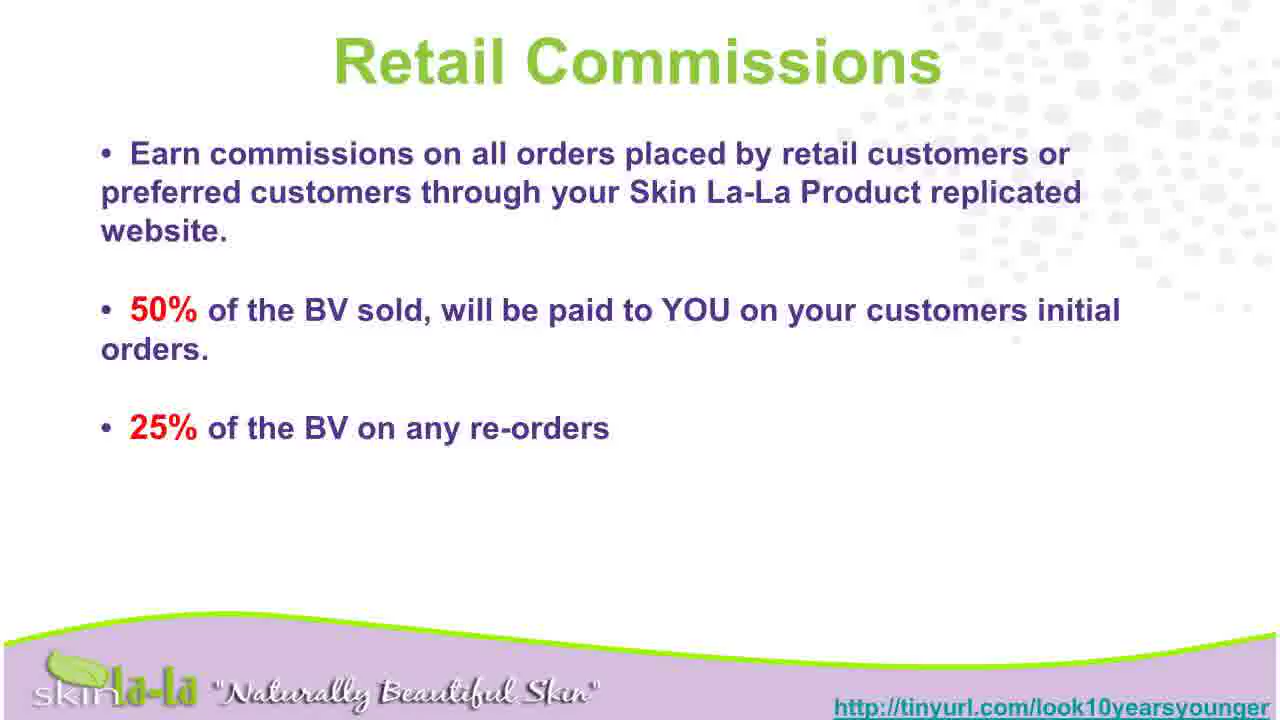 Retail Commissions
• Earn commissions on all orders placed by retail customers or
preferred customers through your Skin La-La Product replicated
website.
• 50% of the BV sold, will be paid to YOU on your customers initial
orders.
• 25% of the BV on any re-orders
skin La-La "Naturally Beautiful Skin"
http://tinyurl.com/look10yearsyounger